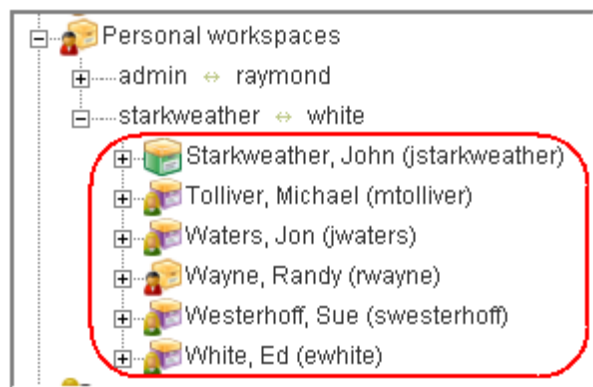 Personal workspaces
admin ↔ raymond
starkweather ↔ white
Starkweather, John (jstarkweather)
Tolliver, Michael (mtolliver)
Waters, Jon (jwaters)
Wayne, Randy (rwayne)
Westerhoff, Sue (swesterhoff)
White, Ed (ewhite)